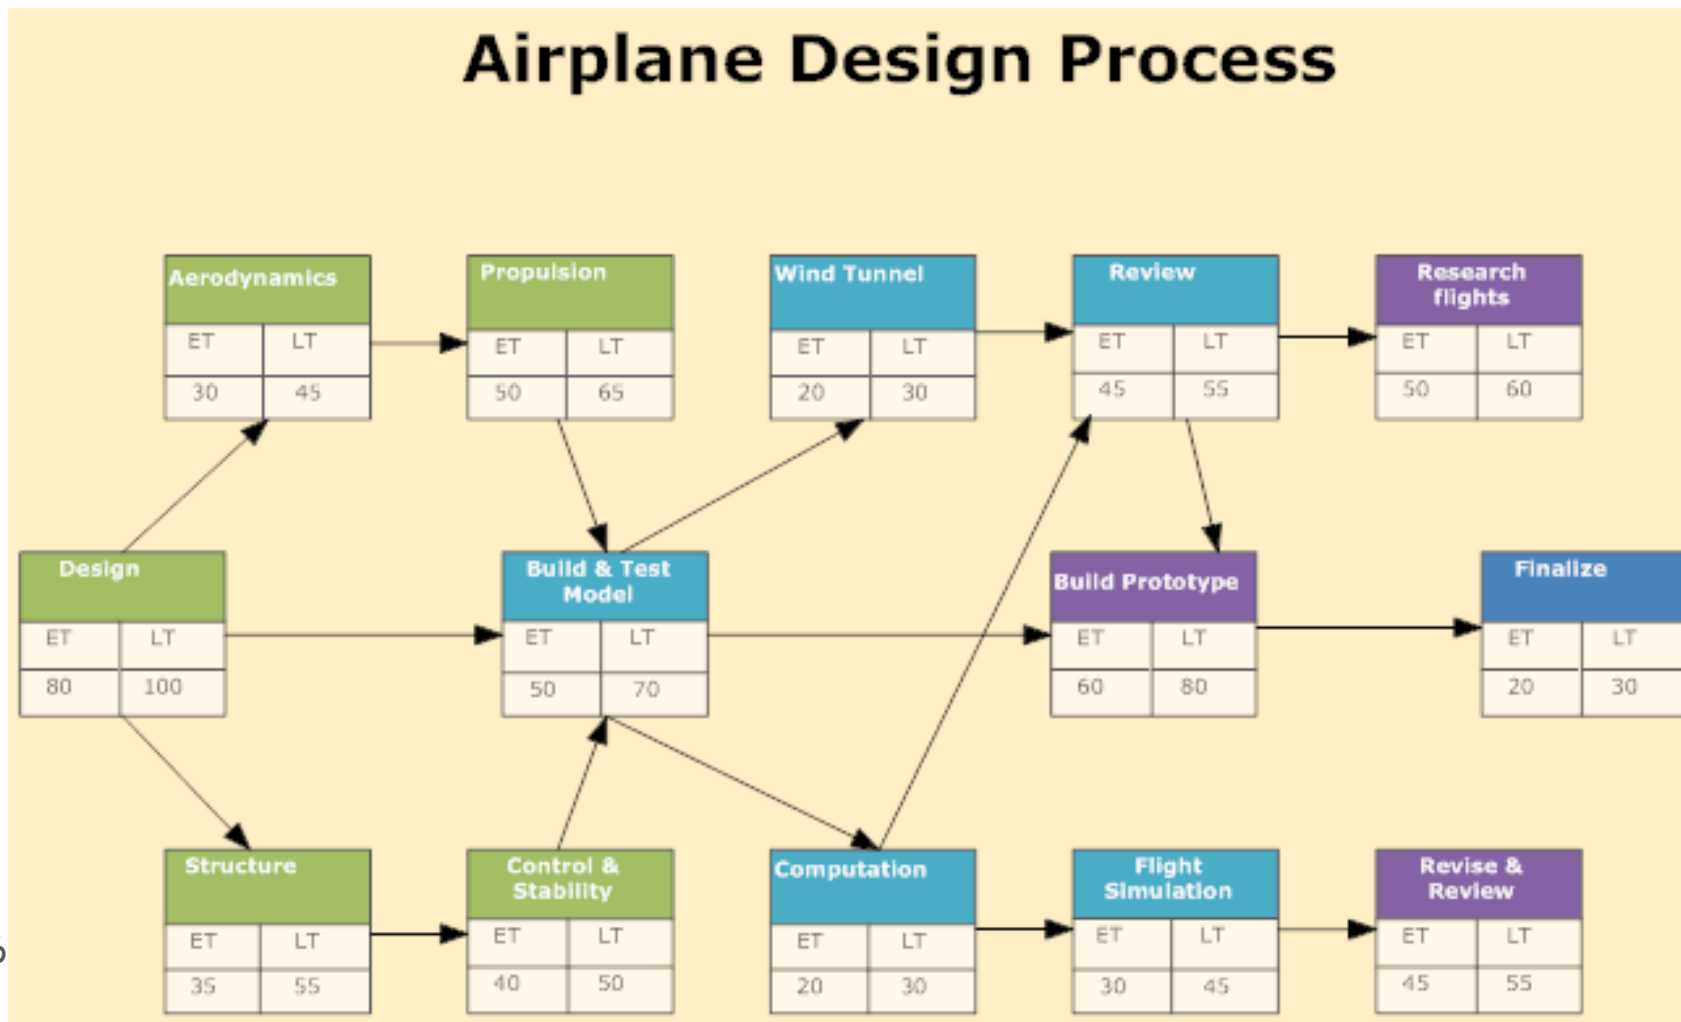 Airplane Design Process
Aerodynamics
ET LT
30 45
Propulsion
ET LT
50 65
Wind Tunnel
ET LT
20 30
Review
ET LT
45 55
Research
flights
ET LT
50 60
Design
ET LT
80 100
Build & Test
Model
ET LT
50 70
Build Prototype
ET LT
60 80
Finalize
ET LT
20 30
Structure
ET LT
35 55
Control &
Stability
ET LT
40 50
Computation
ET LT
20 30
Flight
Simulation
ET LT
30 45
Revise &
Review
ET LT
45 55